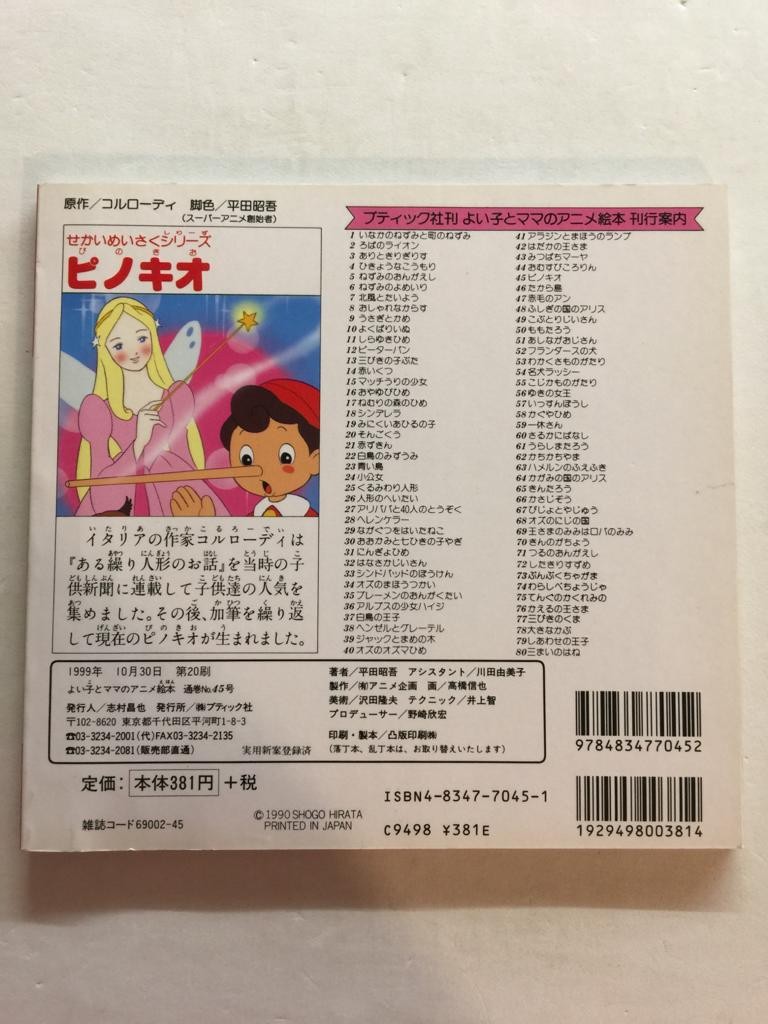 原作/コルローディ 脚色/平田昭吾
(スーパーアニメ創始者)
せかいめいさくシリーズ
ピノキオ
イタリアの作家コルローディは
『ある繰り人形のお話』を当時の子
供新聞に連載して子供達の人気を
集めました。その後、加筆を繰り返
して現在のピノキオが生まれました。
ブティック社刊 よい子とママのアニメ絵本 刊行案内
1 いなかのねずみと町のねずみ
2 ろばのライオン
3 ありときりぎりす
4 ひきょうなこうもり
5 ねずみのおんがえし
6 ねずみのよめいり
7 北風とたいよう
8 おしゃれなからす
9 うさぎとかめ
10 よくばりいぬ
11 しらゆきひめ
12 ピーターパン
13 三びきの子ぶた
14 赤いくつ
15 マッチうりの少女
16 おやゆびひめ
17 ねむりの森のひめ
18 シンデレラ
19 みにくいあひるの子
20 そんごくう
21 赤ずきん
22 白鳥のみずうみ
23 青い鳥
24 小公女
25 くるみわり人形
26 人形のへいたい
27 アリババと40人のとうぞく
28 ヘレンケラー
29 ながぐつをはいたねこ
30 おおかみと七ひきの子やぎ
31 にんぎょひめ
32 はなさかじいさん
33 シンドバッドのぼうけん
34 オズのまほうつかい
35 ブレーメンのおんがくたい
36 アルプスの少女ハイジ
37 白鳥の王子
38 ヘンゼルとグレーテル
39 ジャックとまめの木
40 オズのオズマひめ
41 アラジンとまほうのランプ
42 はだかの王さま
43 みつばちマーヤ
44 おむすびころりん
45 ピノキオ
46 たから島
47 赤毛のアン
48 ふしぎの国のアリス
49 こぶとりじいさん
50 ももたろう
51 あしながおじさん
52 フランダースの犬
53 わかくさものがたり
54 名犬ラッシー
55 こじかものがたり
56 ゆきの女王
57 いっすんぼうし
58 かぐやひめ
59 一休さん
60 さるかにばなし
61 うらしまたろう
62 かちかちやま
63 ハメルンのふえふき
64 かがみの国のアリス
65 きんたろう
66 かさじぞう
67 びじょとやじゅう
68 オズのにじの国
69 王さまのみみはロバのみみ
70 きんのがちょう
71 つるのおんがえし
72 したきりすずめ
73 ぶんぶくちゃがま
74 わらしべちょうじゃ
75 てんぐのかくれみの
76 かえるの王さま
77 三びきのくま
78 大きなかぶ
79 しあわせの王子
80 三まいのはね
1999年 10月30日 第20刷
よい子とママのアニメ絵本 通巻No.45号
発行人/志村昌也 発行所/㈱ブティック社
〒102-8620 東京都千代田区平河町1-8-3
☎03-3234-2001(代)FAX03-3234-2135
☎03-3234-2081(販売部直通) 実用新案登録済
著者/平田昭吾 アシスタント/川田由美子
製作/㈲アニメ企画 画/高橋信也
美術/沢田隆夫 テクニック/井上智
プロデューサー/野崎欣宏
印刷・製本/凸版印刷㈱
(落丁本、乱丁本は、お取り替えいたします)
定価:本体381円+税
雑誌コード69002-45
©1990 SHOGO HIRATA
PRINTED IN JAPAN
ISBN4-8347-7045-1
C9498 ¥381E
9784834770452
1929498003814